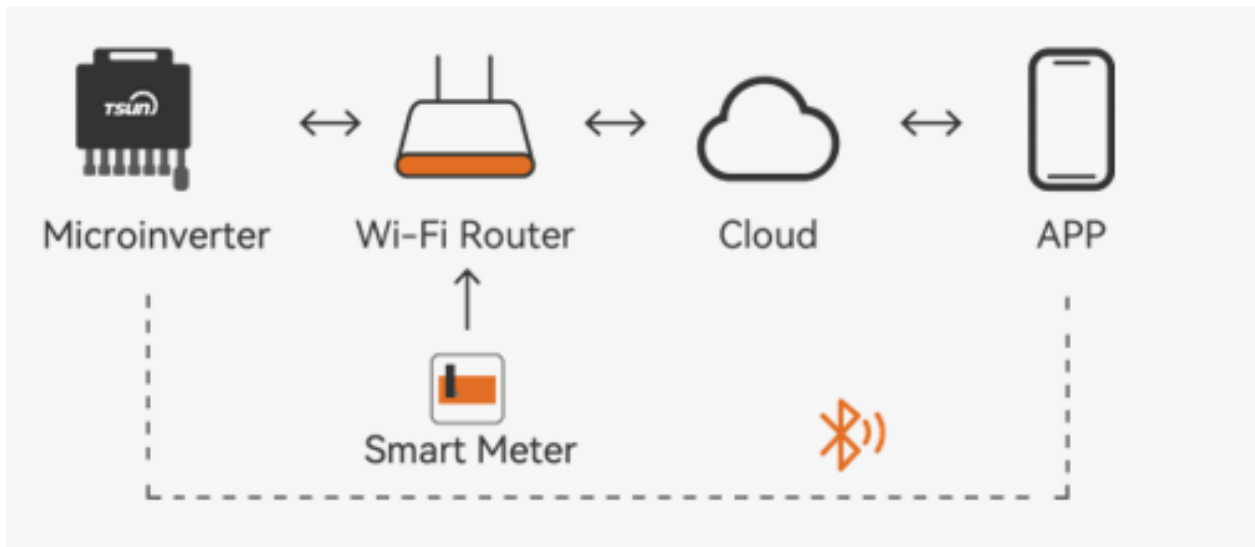 TSUN
Microinverter
Wi-Fi Router
Cloud
APP
Smart Meter